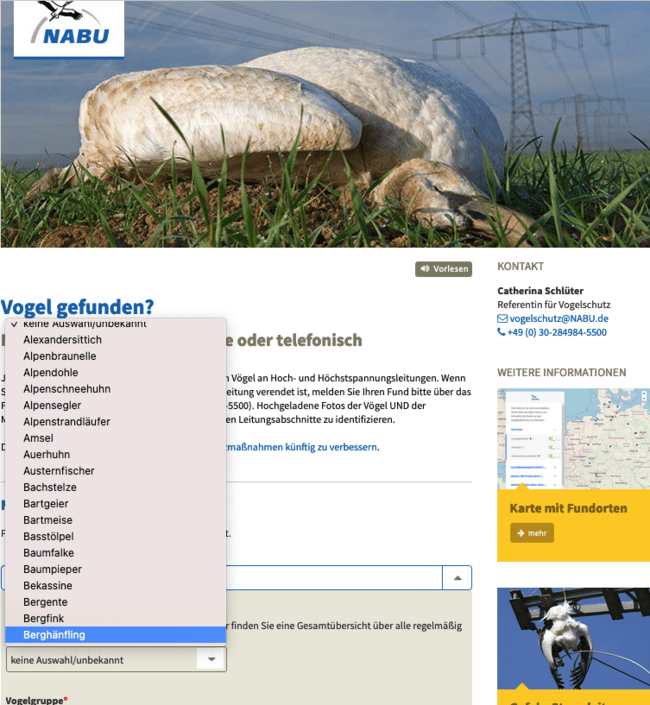 NABU
Vorlesen
Vogel gefunden?
e oder telefonisch
n Vögel an Hoch- und Höchstspannungsleitungen. Wenn
eitung verendet ist, melden Sie Ihren Fund bitte über das
-5500). Hochgeladene Fotos der Vögel UND der
en Leitungsabschnitte zu identifizieren.
tzmaßnahmen künftig zu verbessern.
t.
✓ keine Auswahl/unbekannt
Alexandersittich
Alpenbraunelle
Alpendohle
Alpenschneehuhn
Alpensegler
Alpenstrandläufer
Amsel
Auerhuhn
Austernfischer
Bachstelze
Bartgeier
Bartmeise
Basstölpel
Baumfalke
Baumpieper
Bekassine
Bergente
Bergfink
Berghänfling
r finden Sie eine Gesamtübersicht über alle regelmäßig
keine Auswahl/unbekannt
Vogelgruppe*
KONTAKT
Catherina Schlüter
Referentin für Vogelschutz
vogelschutz@NABU.de
+49 (0) 30-284984-5500
WEITERE INFORMATIONEN
Karte mit Fundorten
→ mehr